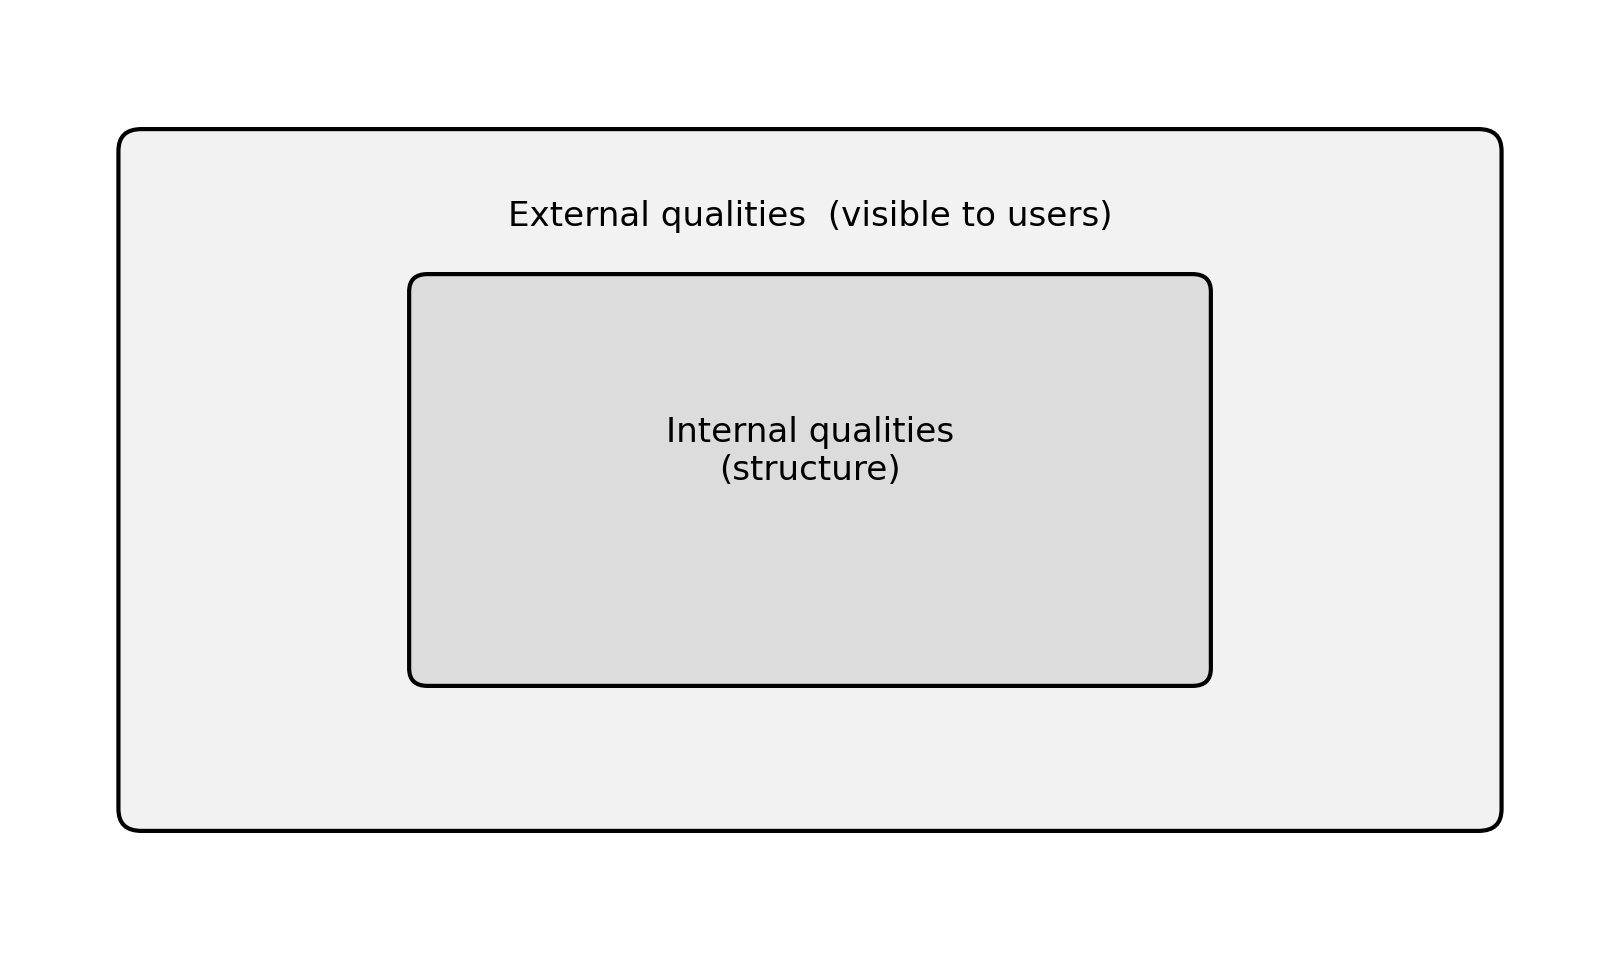 External qualities  (visible to users)
Internal qualities
(structure)